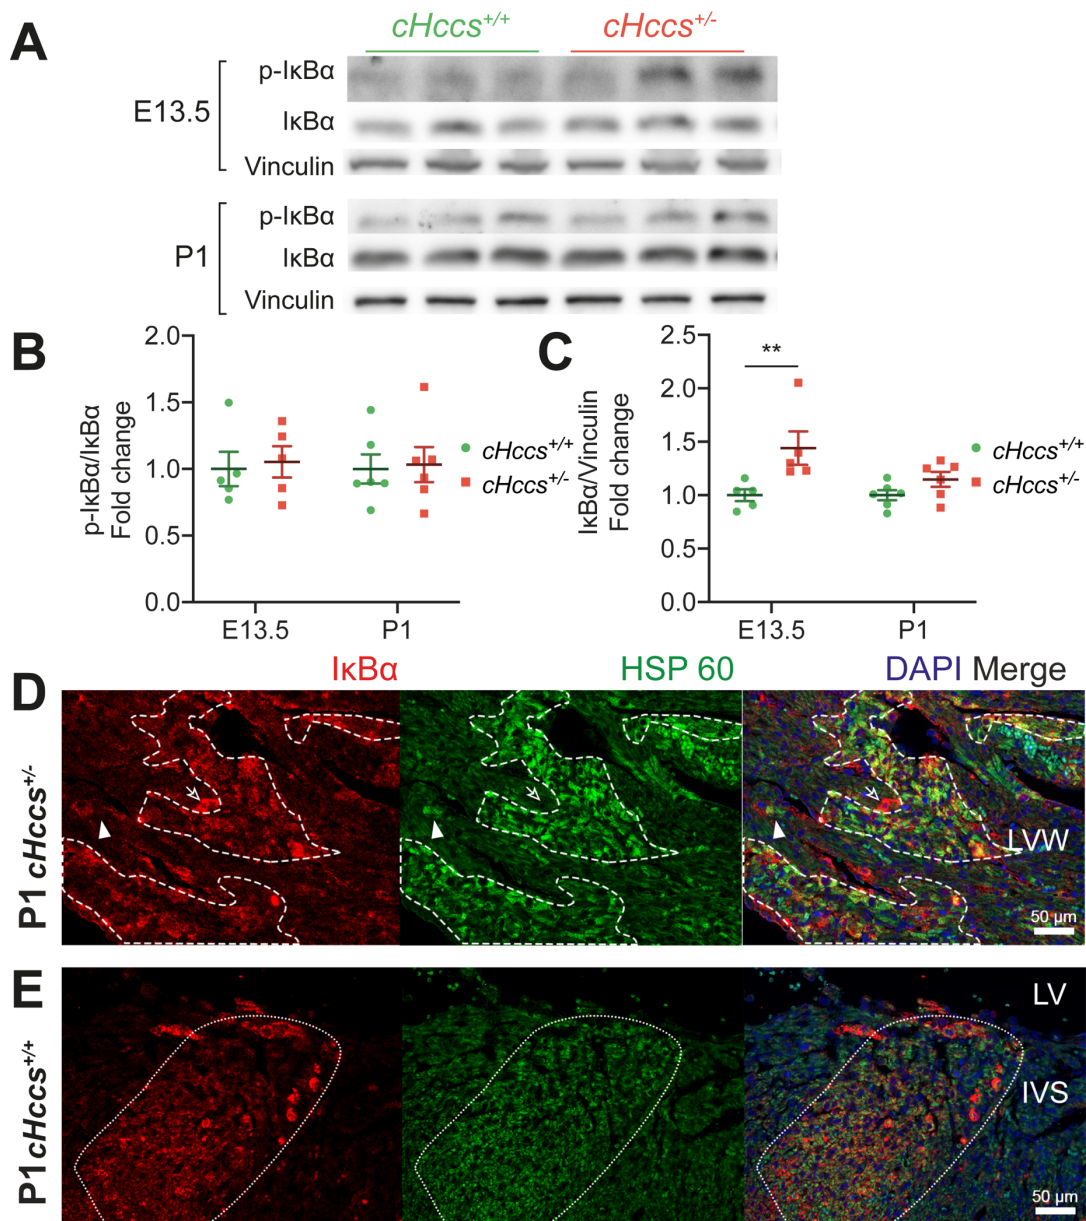 A
cHccs+/+ cHccs+/-
E13.5
p-IκBα
IκBα
Vinculin
P1
p-IκBα
IκBα
Vinculin
B
p-IκBα/IκBα
Fold change
2.0
1.5
1.0
0.5
0.0
E13.5 P1
cHccs+/+
cHccs+/-
C
IκBα/Vinculin
Fold change
2.5
2.0
1.5
1.0
0.5
0.0
**
E13.5 P1
cHccs+/+
cHccs+/-
IκBα HSP 60 DAPI Merge
D
P1 cHccs+/-
LVW
50 µm
E
P1 cHccs+/+
LV
IVS
50 µm